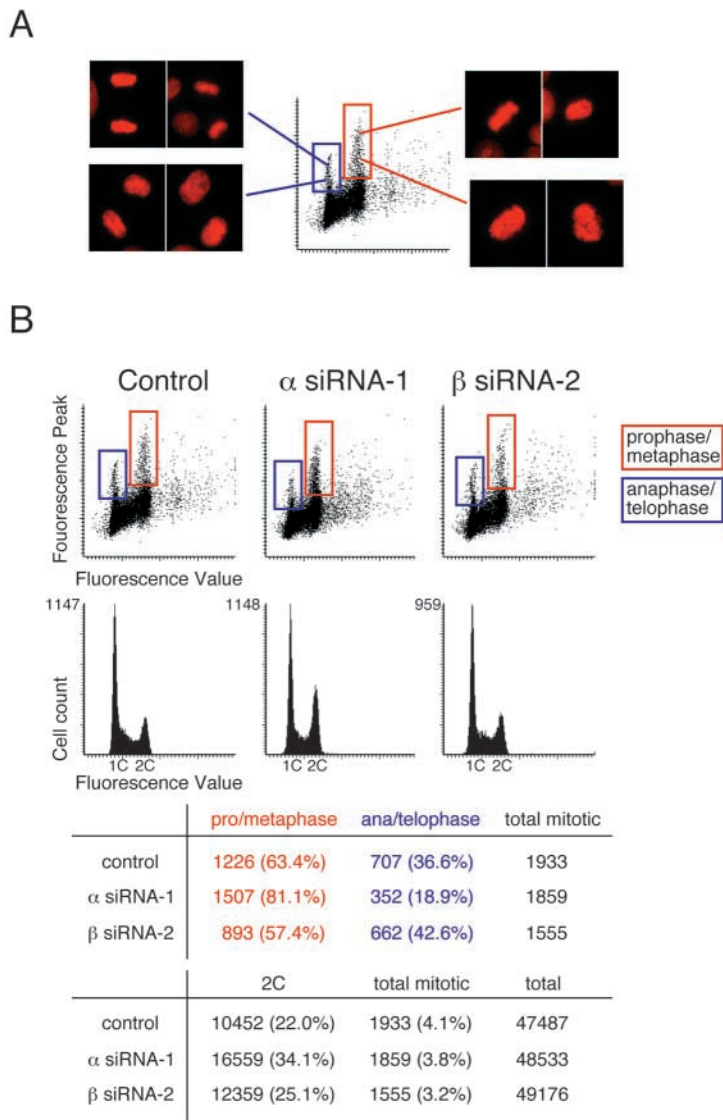 A
B
Control
α siRNA-1
β siRNA-2
Fouorescence Peak
prophase/
metaphase
anaphase/
telophase
Fluorescence Value
1147
1148
959
Cell count
1C 2C
1C 2C
1C 2C
Fluorescence Value
pro/metaphase ana/telophase total mitotic
control 1226 (63.4%) 707 (36.6%) 1933
α siRNA-1 1507 (81.1%) 352 (18.9%) 1859
β siRNA-2 893 (57.4%) 662 (42.6%) 1555
2C total mitotic total
control 10452 (22.0%) 1933 (4.1%) 47487
α siRNA-1 16559 (34.1%) 1859 (3.8%) 48533
β siRNA-2 12359 (25.1%) 1555 (3.2%) 49176